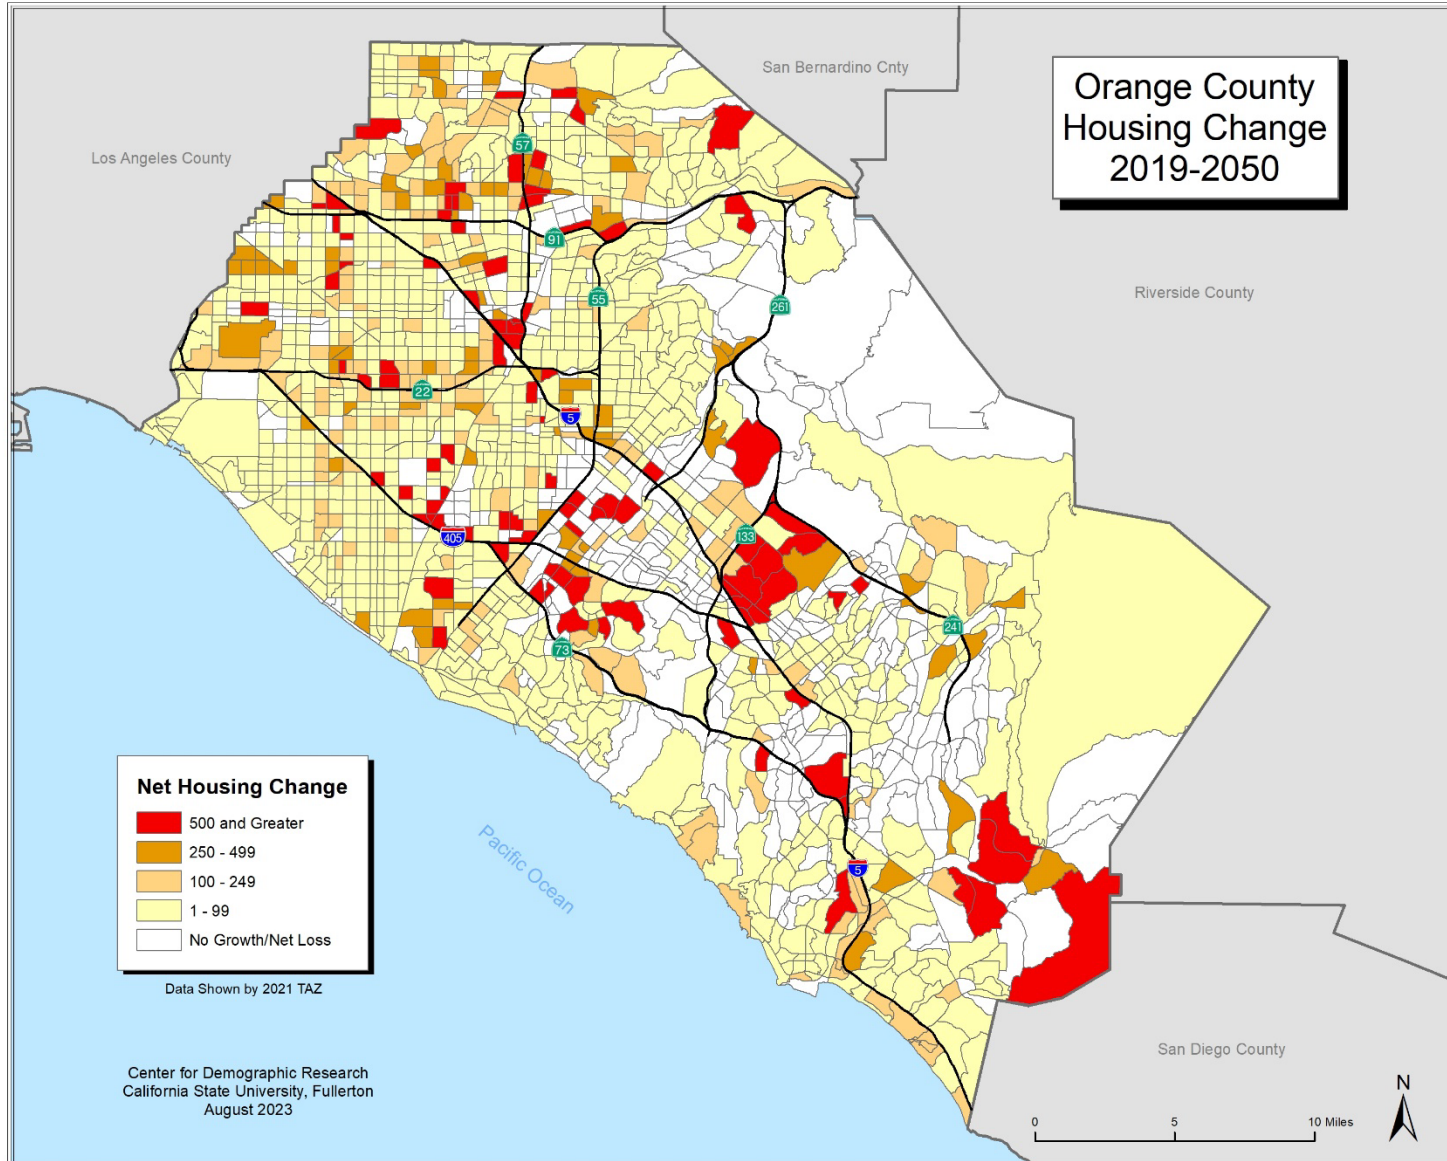 Orange County
Housing Change
2019-2050
San Bernardino Cnty
Los Angeles County
Riverside County
57
91
55
261
22
5
133
405
241
73
5
Pacific Ocean
Net Housing Change
500 and Greater
250 - 499
100 - 249
1 - 99
No Growth/Net Loss
Data Shown by 2021 TAZ
Center for Demographic Research
California State University, Fullerton
August 2023
San Diego County
N
0 5 10 Miles